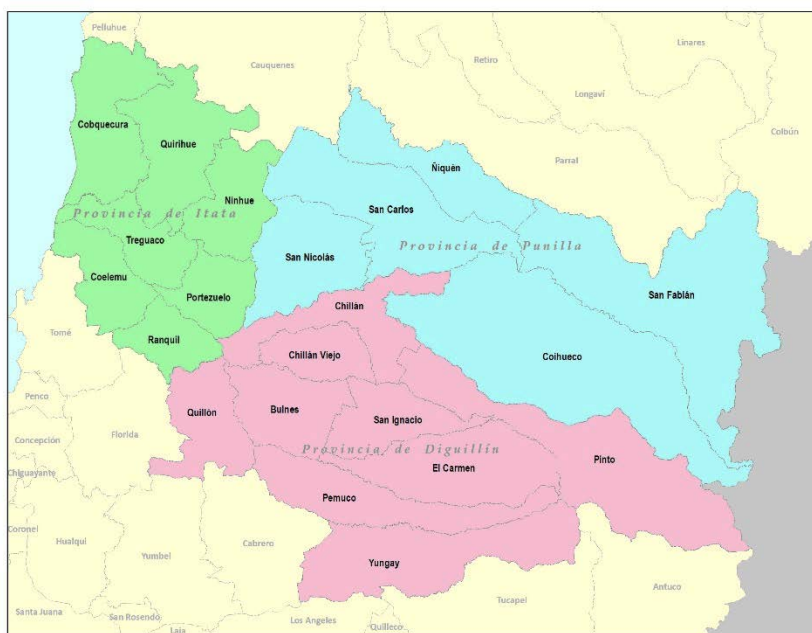 Pelluhue
Linares
Cauquenes
Retiro
Longaví
Colbún
Cobquecura
Quirihue
Parral
Ñiquén
Ninhue
San Carlos
Provincia de Itata
Treguaco
Provincia de Punilla
San Nicolás
Coelemu
Portezuelo
San Fabián
Chillán
Tomé
Ranquil
Chillán Viejo
Coihueco
Penco
Quillón
Bulnes
San Ignacio
Florida
Concepción
Provincia de Diguillín
Pinto
El Carmen
Chiguayante
Pemuco
Coronel
Hualqui
Yumbel
Cabrero
Yungay
Antuco
Tucapel
Santa Juana
San Rosendo
Laja
Los Angeles
Quilleco